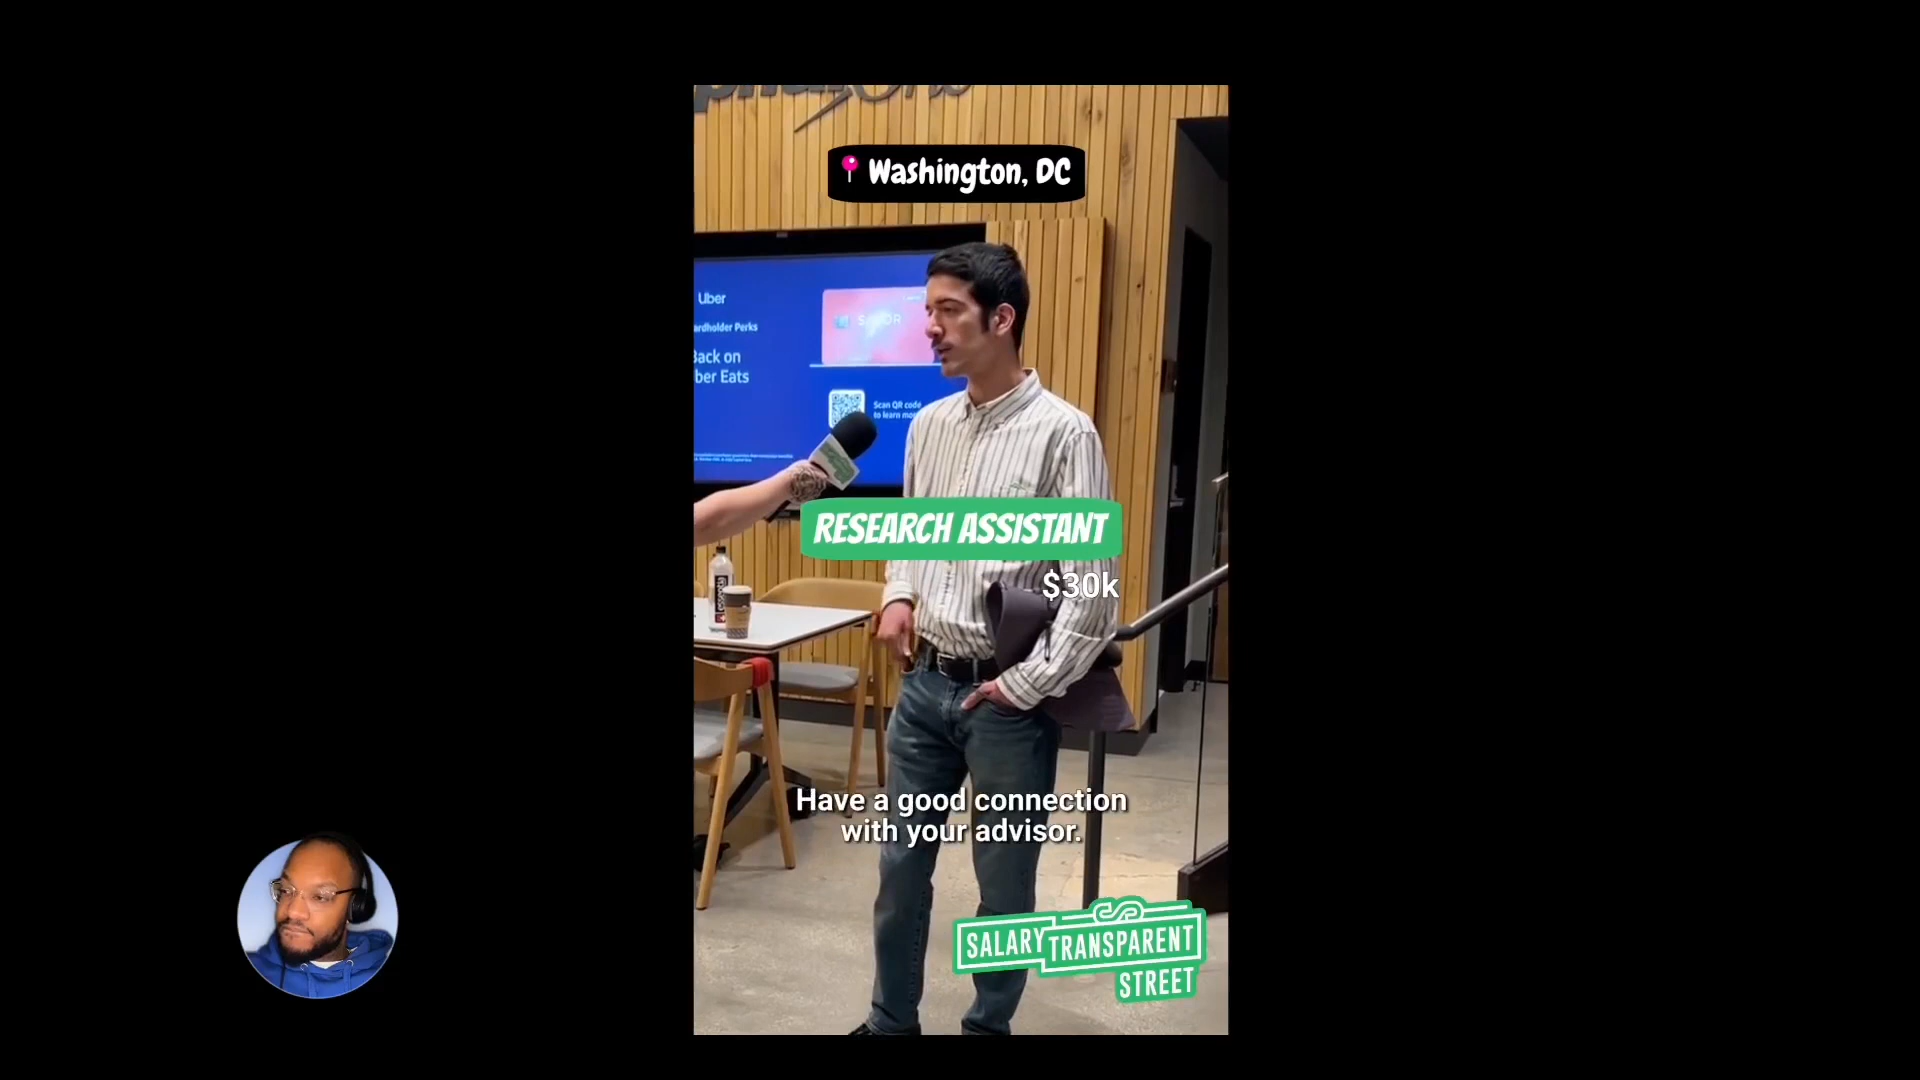 Washington, DC
Uber
ardholder Perks
Back on
ber Eats
Scan QR code
RESEARCH ASSISTANT
$30k
Have a good connection
with your advisor.
SALARY TRANSPARENT
STREET